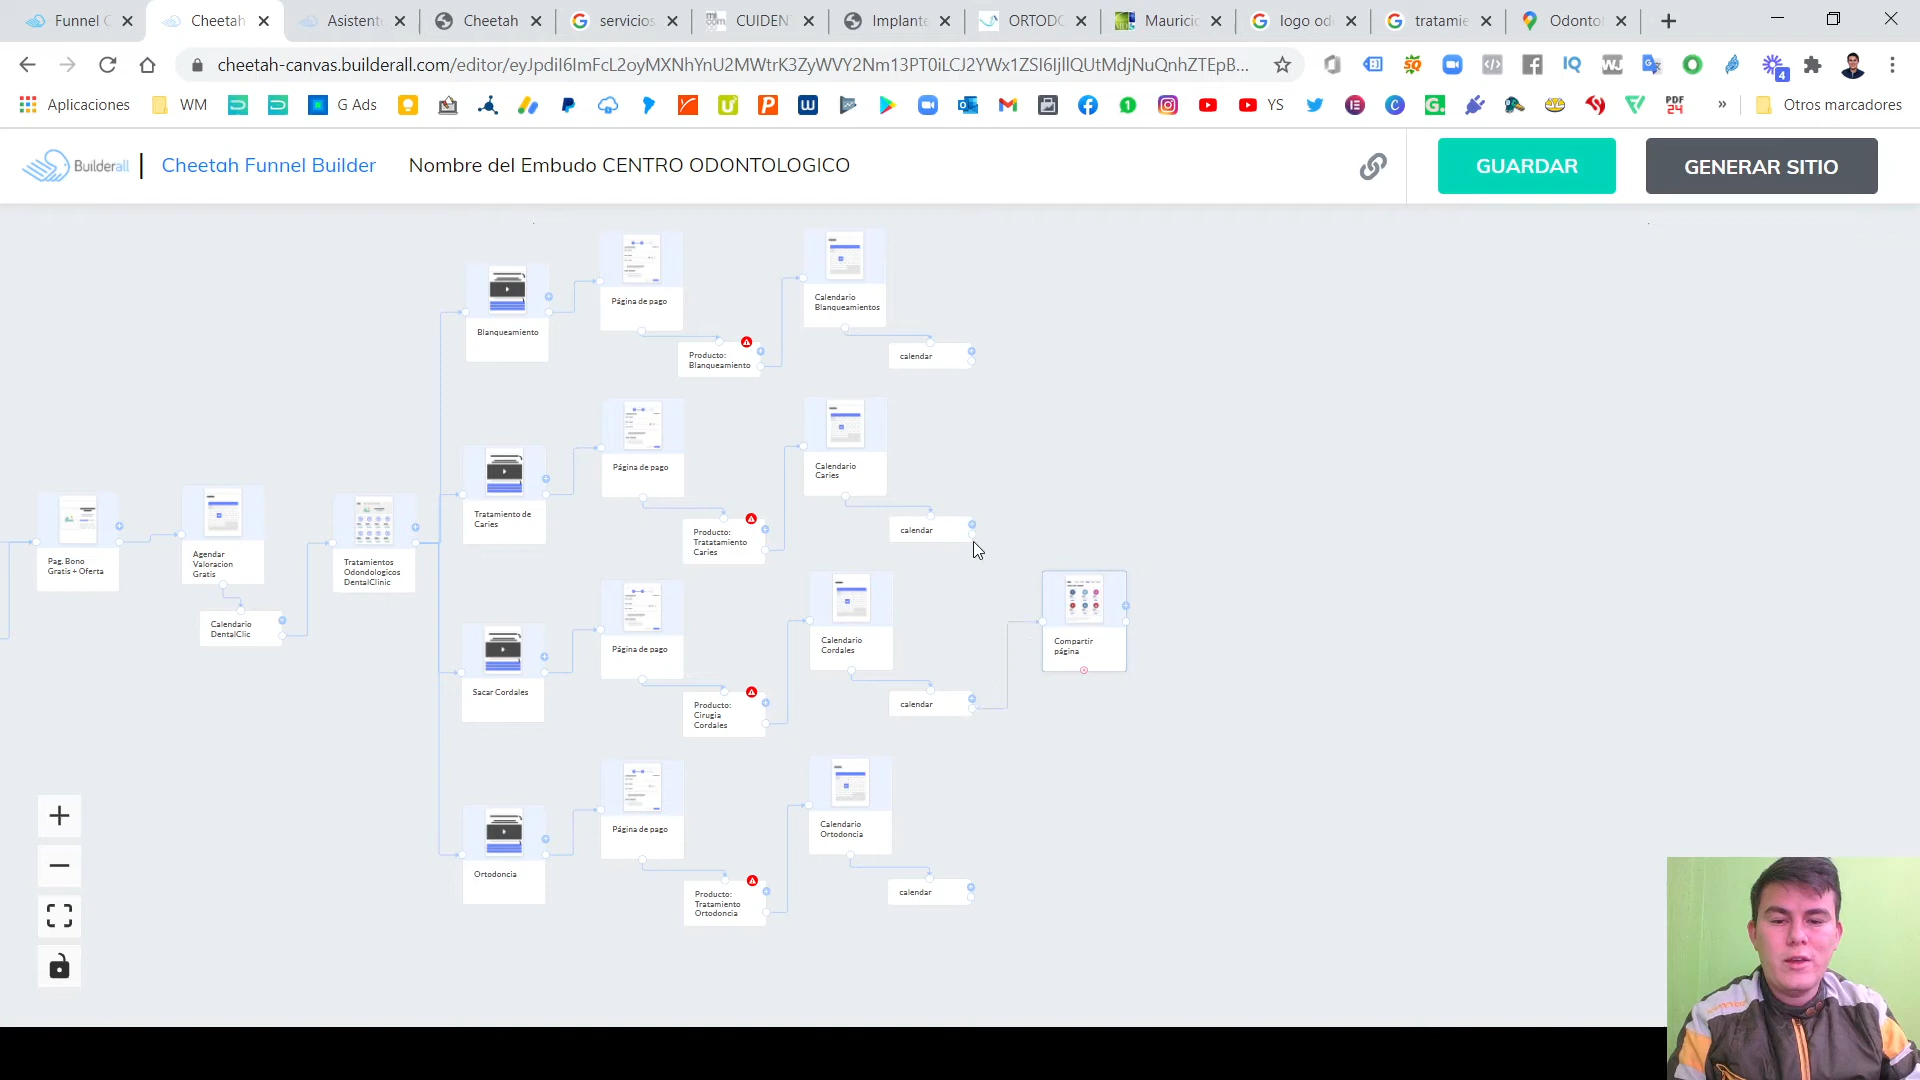 Funnel C
Cheetah
Asistent
Cheetah
servicios
CUIDEN
Implante
ORTODO
Mauricio
logo od
tratamie
Odontol
cheetah-canvas.builderall.com/editor/eyJpdiI6ImFcL2oyMXNhYnU2MWtrK3ZyWVY2Nm13PT0iLCJ2YWx1ZSI6IjllQUtMdjNuQnhZTEpB...
Aplicaciones
WM
G Ads
YS
PDF
24
»
Otros marcadores
Builderall
Cheetah Funnel Builder
Nombre del Embudo CENTRO ODONTOLOGICO
GUARDAR
GENERAR SITIO
Blanqueamiento
Página de pago
Producto:
Blanqueamiento
Calendario
Blanqueamientos
calendar
Tratamiento de
Caries
Página de pago
Producto:
Tratatamiento
Caries
Calendario
Caries
calendar
Pag. Bono
Gratis + Oferta
Agendar
Valoracion
Gratis
Calendario
DentalClic
Tratamientos
Odondologicos
DentalClinic
Sacar Cordales
Página de pago
Producto:
Cirugia
Cordales
Calendario
Cordales
calendar
Compartir
página
Ortodoncia
Página de pago
Producto:
Tratamiento
Ortodoncia
Calendario
Ortodoncia
calendar